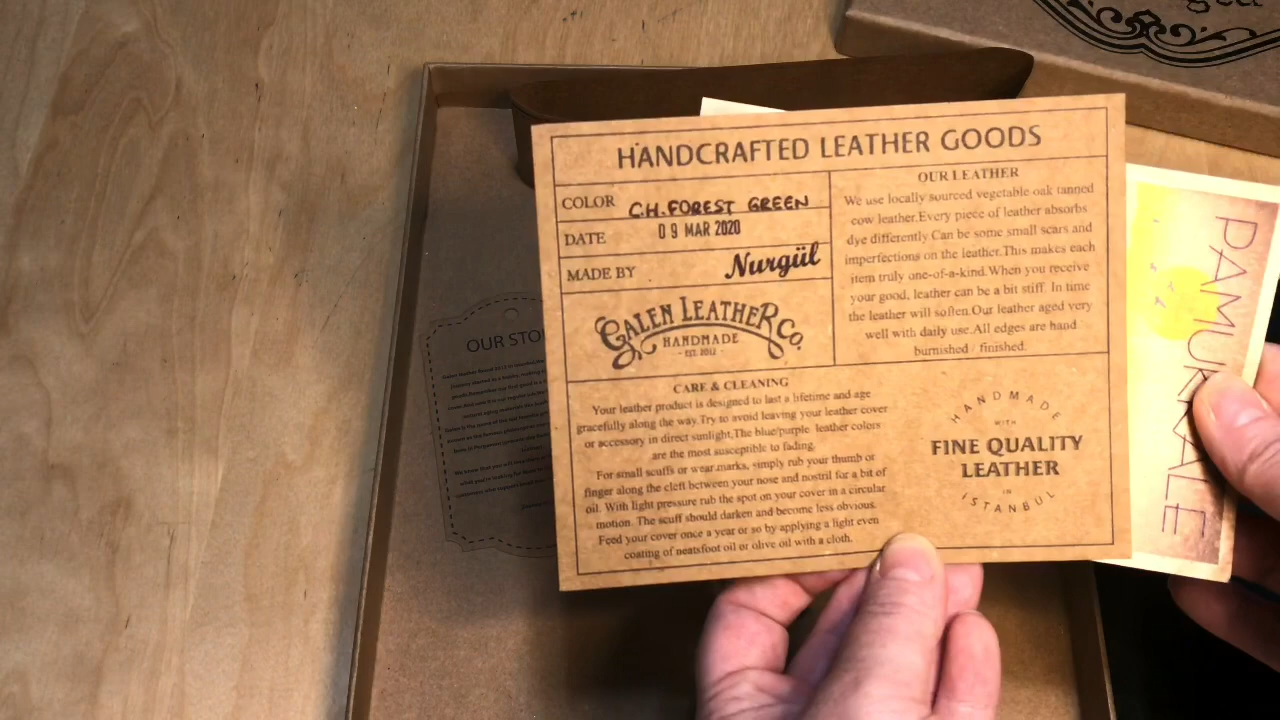 HANDCRAFTED LEATHER GOODS
COLOR C.H.FOREST GREEN
DATE 09 MAR 2020
MADE BY Nurgül
GALEN LEATHER Co.
HANDMADE
- EST. 2012 -
OUR LEATHER
We use locally sourced vegetable oak tanned
cow leather.Every piece of leather absorbs
dye differently.Can be some small scars and
imperfections on the leather.This makes each
item truly one-of-a-kind.When you receive
your good, leather can be a bit stiff. In time
the leather will soften.Our leather aged very
well with daily use.All edges are hand
burnished / finished.
CARE & CLEANING
Your leather product is designed to last a lifetime and age
gracefully along the way.Try to avoid leaving your leather cover
or accessory in direct sunlight.The blue/purple leather colors
are the most susceptible to fading.
For small scuffs or wear marks, simply rub your thumb or
finger along the cleft between your nose and nostril for a bit of
oil. With light pressure rub the spot on your cover in a circular
motion. The scuff should darken and become less obvious.
Feed your cover once a year or so by applying a light even
coating of neatsfoot oil or olive oil with a cloth.
HANDMADE
WITH
FINE QUALITY
LEATHER
IN
ISTANBUL
PAMUKKALE
OUR STO